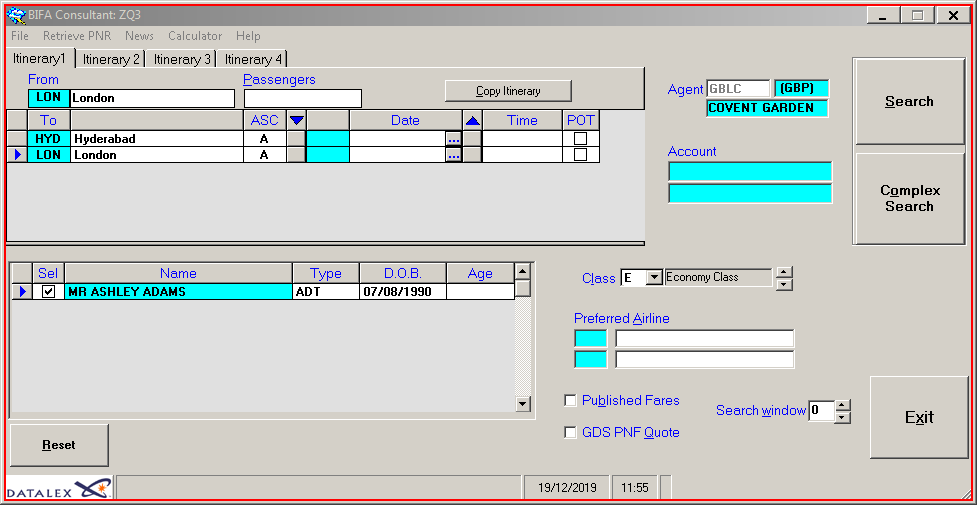 BIFA Consultant: ZQ3
File Retrieve PNR News Calculator Help
Itinerary1 Itinerary 2 Itinerary 3 Itinerary 4
From Passengers
LON London
Copy Itinerary
To ASC Date Time POT
HYD Hyderabad A ...
LON London A ...
Agent GBLC (GBP)
COVENT GARDEN
Account
Search
Complex
Search
Sel Name Type D.O.B. Age
MR ASHLEY ADAMS ADT 07/08/1990
Class E Economy Class
Preferred Airline
Published Fares
GDS PNF Quote
Search window 0
Exit
Reset
DATALEX
19/12/2019 11:55